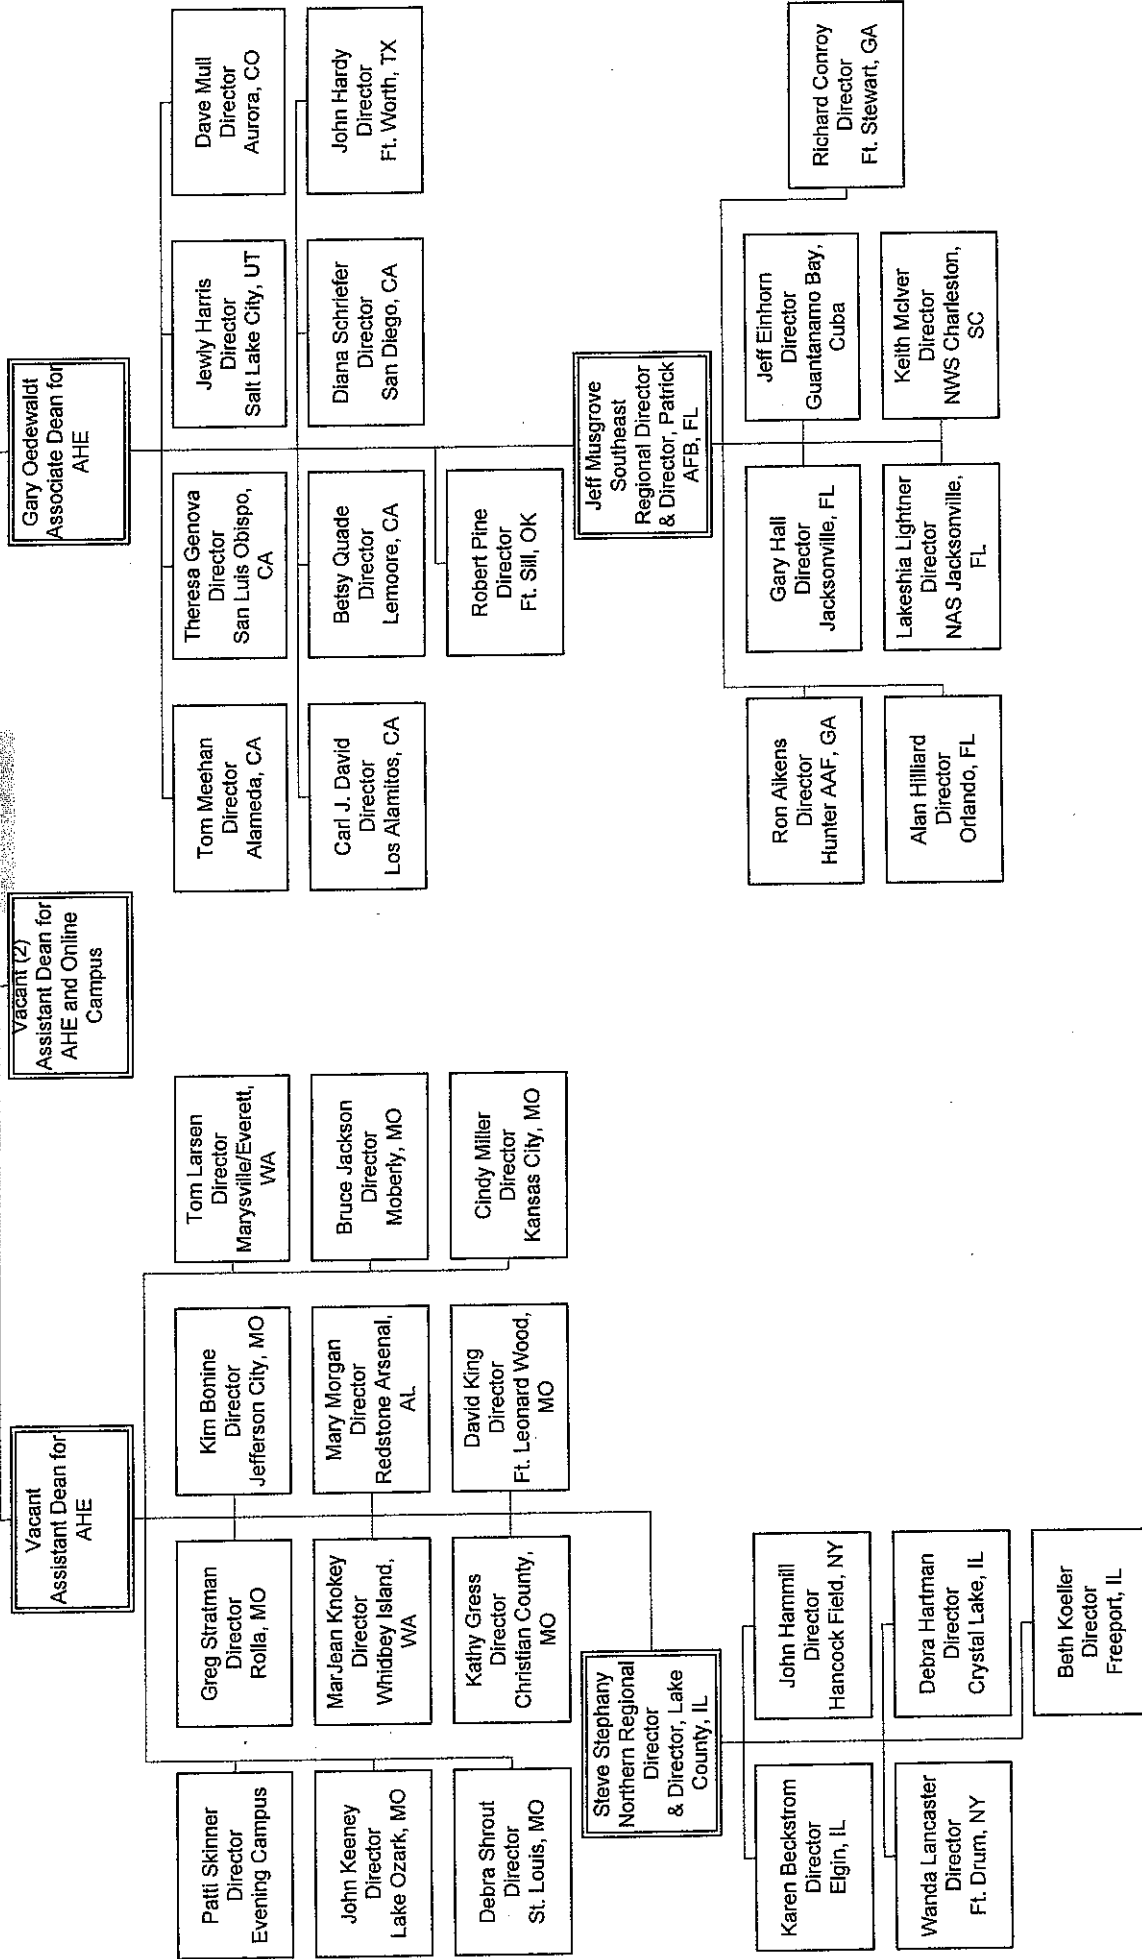 Vacant
Assistant Dean for
AHE
Vacant (2)
Assistant Dean for
AHE and Online
Campus
Gary Oedewaldt
Associate Dean for
AHE
Patti Skinner
Director
Evening Campus
Greg Stratman
Director
Rolla, MO
Kim Bonine
Director
Jefferson City, MO
Tom Larsen
Director
Marysville/Everett,
WA
John Keeney
Director
Lake Ozark, MO
MarJean Knokey
Director
Whidbey Island,
WA
Mary Morgan
Director
Redstone Arsenal,
AL
Bruce Jackson
Director
Moberly, MO
Debra Shrout
Director
St. Louis, MO
Kathy Gress
Director
Christian County,
MO
David King
Director
Ft. Leonard Wood,
MO
Cindy Miller
Director
Kansas City, MO
Steve Stephany
Northern Regional
Director
& Director, Lake
County, IL
Karen Beckstrom
Director
Elgin, IL
John Hammill
Director
Hancock Field, NY
Wanda Lancaster
Director
Ft. Drum, NY
Debra Hartman
Director
Crystal Lake, IL
Beth Koeller
Director
Freeport, IL
Tom Meehan
Director
Alameda, CA
Theresa Genova
Director
San Luis Obispo,
CA
Jewly Harris
Director
Salt Lake City, UT
Dave Mull
Director
Aurora, CO
Carl J. David
Director
Los Alamitos, CA
Betsy Quade
Director
Lemoore, CA
Diana Schriefer
Director
San Diego, CA
John Hardy
Director
Ft. Worth, TX
Robert Pine
Director
Ft. Sill, OK
Jeff Musgrove
Southeast
Regional Director
& Director, Patrick
AFB, FL
Ron Aikens
Director
Hunter AAF, GA
Gary Hall
Director
Jacksonville, FL
Jeff Einhorn
Director
Guantanamo Bay,
Cuba
Richard Conroy
Director
Ft. Stewart, GA
Alan Hilliard
Director
Orlando, FL
Lakeshia Lightner
Director
NAS Jacksonville,
FL
Keith McIver
Director
NWS Charleston,
SC